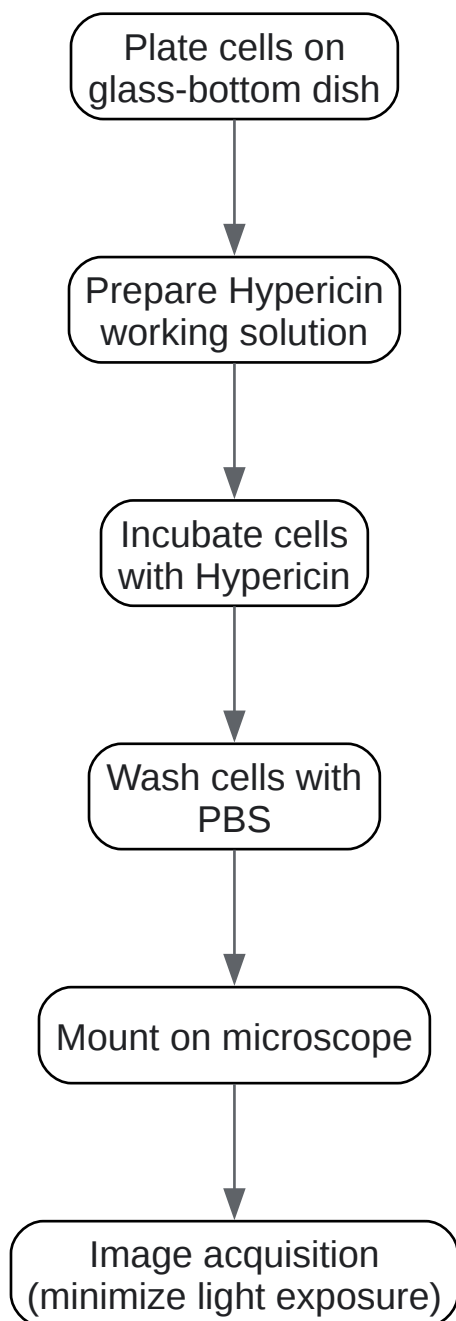 Plate cells on
glass-bottom dish
Prepare Hypericin
working solution
Incubate cells
with Hypericin
Wash cells with
PBS
Mount on microscope
Image acquisition
(minimize light exposure)